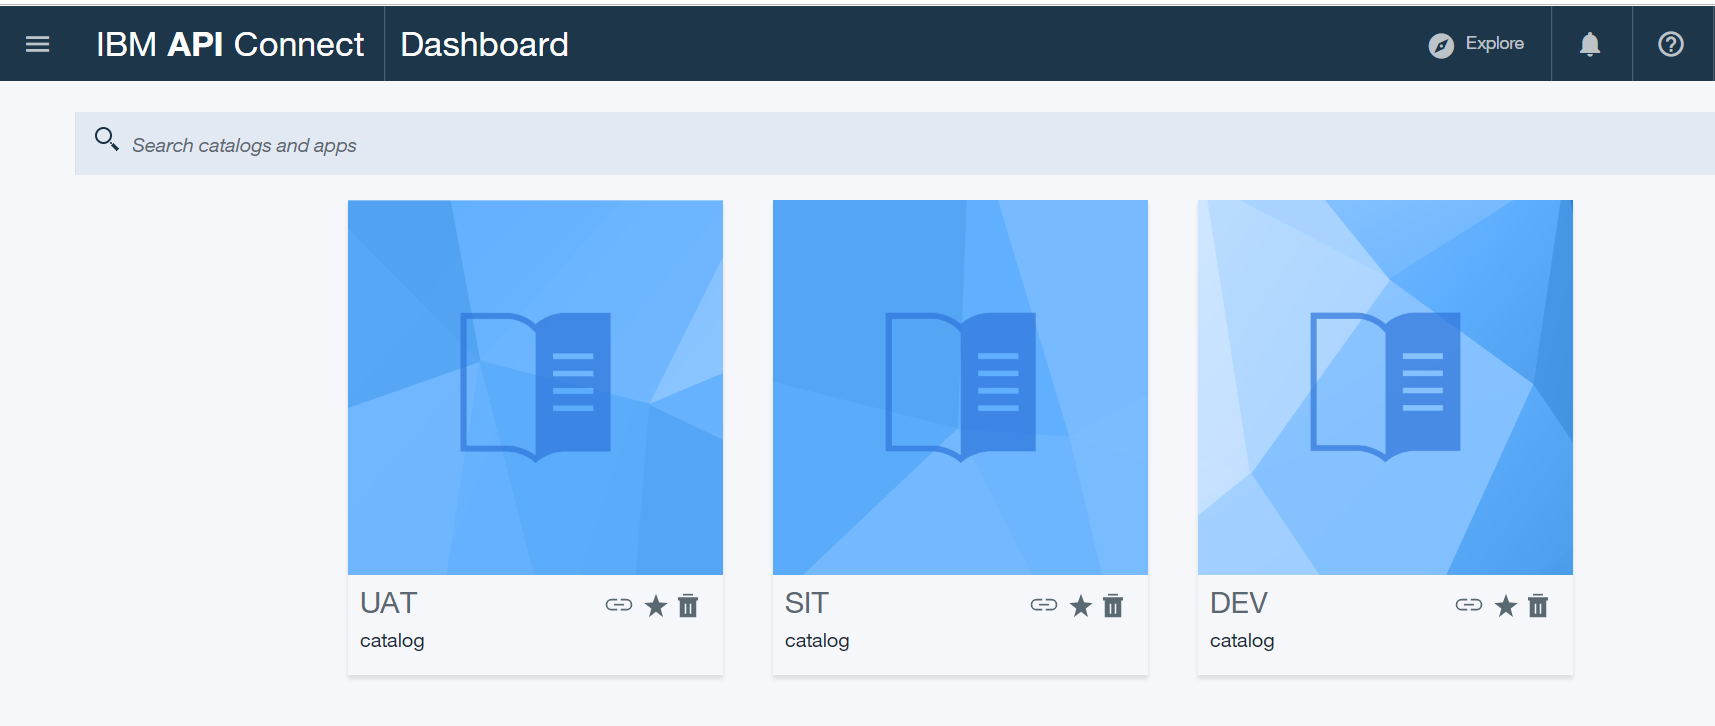 IBM API Connect Dashboard Explore
Search catalogs and apps
UAT
catalog
SIT
catalog
DEV
catalog